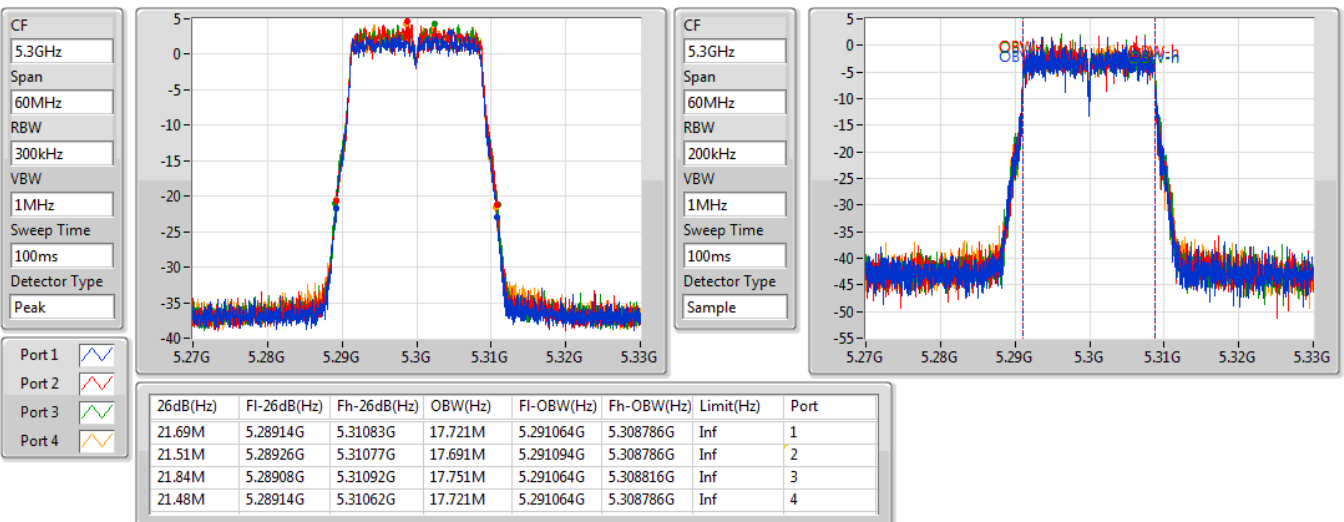 CF
5.3GHz
Span
60MHz
RBW
300kHz
VBW
1MHz
Sweep Time
100ms
Detector Type
Peak
5
0
-5
-10
-15
-20
-25
-30
-35
-40
5.27G 5.28G 5.29G 5.3G 5.31G 5.32G 5.33G
CF
5.3GHz
Span
60MHz
RBW
200kHz
VBW
1MHz
Sweep Time
100ms
Detector Type
Sample
5
0
-5
-10
-15
-20
-25
-30
-35
-40
-45
-50
-55
5.27G 5.28G 5.29G 5.3G 5.31G 5.32G 5.33G
Port 1
Port 2
Port 3
Port 4
26dB(Hz) Fl-26dB(Hz) Fh-26dB(Hz) OBW(Hz) Fl-OBW(Hz) Fh-OBW(Hz) Limit(Hz) Port
21.69M 5.28914G 5.31083G 17.721M 5.291064G 5.308786G Inf 1
21.51M 5.28926G 5.31077G 17.691M 5.291094G 5.308786G Inf 2
21.84M 5.28908G 5.31092G 17.751M 5.291064G 5.308816G Inf 3
21.48M 5.28914G 5.31062G 17.721M 5.291064G 5.308786G Inf 4